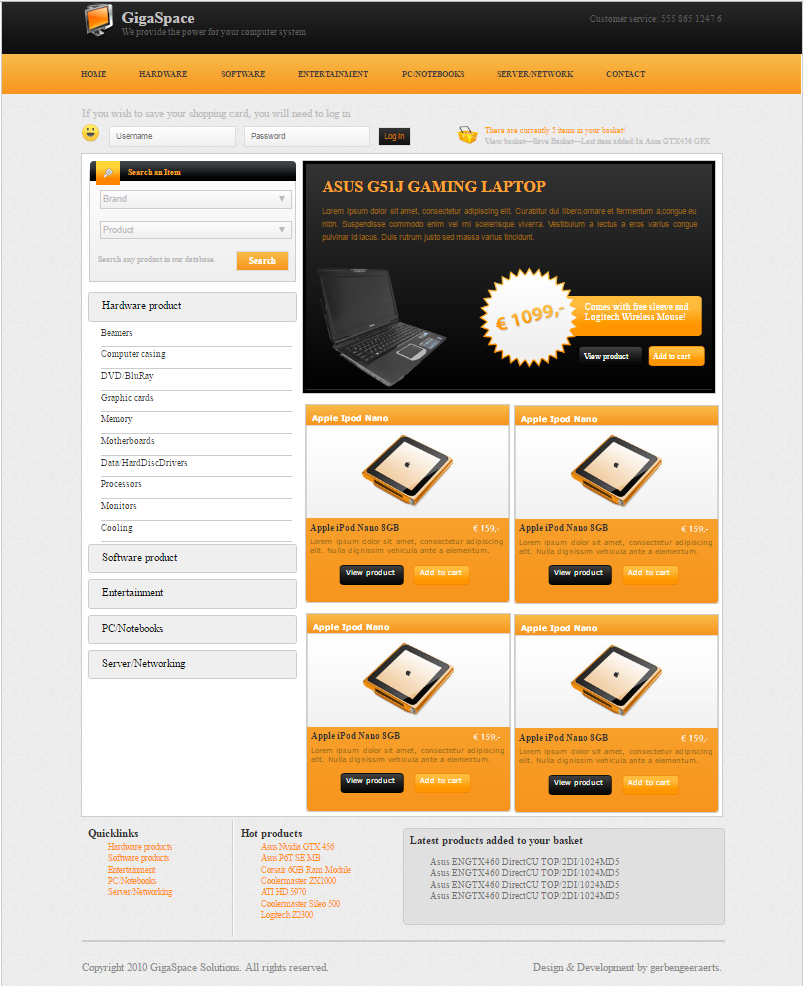 GigaSpace
We provide the power for your computer system
Customer service: 555 865 1247 6
HOME HARDWARE SOFTWARE ENTERTAINMENT PC/NOTEBOOKS SERVER/NETWORK CONTACT
If you wish to save your shopping card, you will need to log in
Username Password Log In
There are currently 5 items in your basket!
View basket—Save Basket—Last item added:1x Asus GTX456 GFX
Search an Item
Brand
Product
Search any product in our database. Search
Hardware product
Beamers
Computer casing
DVD/BluRay
Graphic cards
Memory
Motherboards
Data/HardDiscDrivers
Processors
Monitors
Cooling
Software product
Entertainment
PC/Notebooks
Server/Networking
ASUS G51J GAMING LAPTOP
Lorem ipsum dolor sit amet, consectetur adipiscing elit. Curabitur dui libero,ornare et fermentum a,congue eu
nibh. Suspendisse commodo enim vel mi scelerisque viverra. Vestibulum a lectus a eros varius congue
pulvinar id lacus. Duis rutrum justo sed massa varius tincidunt.
€ 1099,-
Comes with free sleeve and
Logitech Wireless Mouse!
View product Add to cart
Apple Ipod Nano
Apple iPod Nano 8GB € 159,-
Lorem ipsum dolor sit amet, consectetur adipiscing
elit. Nulla dignissim vehicula ante a elementum.
View product Add to cart
Apple Ipod Nano
Apple iPod Nano 8GB € 159,-
Lorem ipsum dolor sit amet, consectetur adipiscing
elit. Nulla dignissim vehicula ante a elementum.
View product Add to cart
Apple Ipod Nano
Apple iPod Nano 8GB € 159,-
Lorem ipsum dolor sit amet, consectetur adipiscing
elit. Nulla dignissim vehicula ante a elementum.
View product Add to cart
Apple Ipod Nano
Apple iPod Nano 8GB € 159,-
Lorem ipsum dolor sit amet, consectetur adipiscing
elit. Nulla dignissim vehicula ante a elementum.
View product Add to cart
Quicklinks
Hardware products
Software products
Entertainment
PC/Notebooks
Server/Networking
Hot products
Asus Nvidia GTX 456
Asus P6T SE MB
Corsair 6GB Ram Module
Coolermaster ZX1000
ATI HD 5970
Coolermaster Sileo 500
Logitech Z2300
Latest products added to your basket
Asus ENGTX460 DirectCU TOP/2DI/1024MD5
Asus ENGTX460 DirectCU TOP/2DI/1024MD5
Asus ENGTX460 DirectCU TOP/2DI/1024MD5
Asus ENGTX460 DirectCU TOP/2DI/1024MD5
Copyright 2010 GigaSpace Solutions. All rights reserved.
Design & Development by gerbengeeraerts.